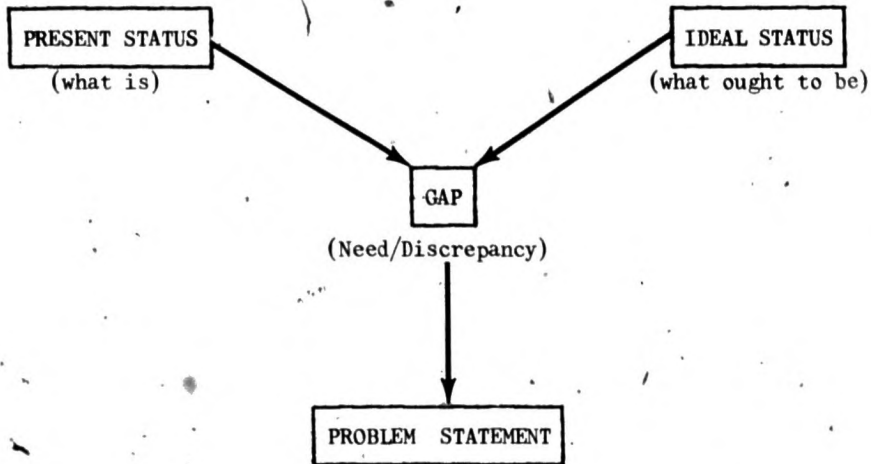 PRESENT STATUS
(what is)
IDEAL STATUS
(what ought to be)
GAP
(Need/Discrepancy)
PROBLEM STATEMENT